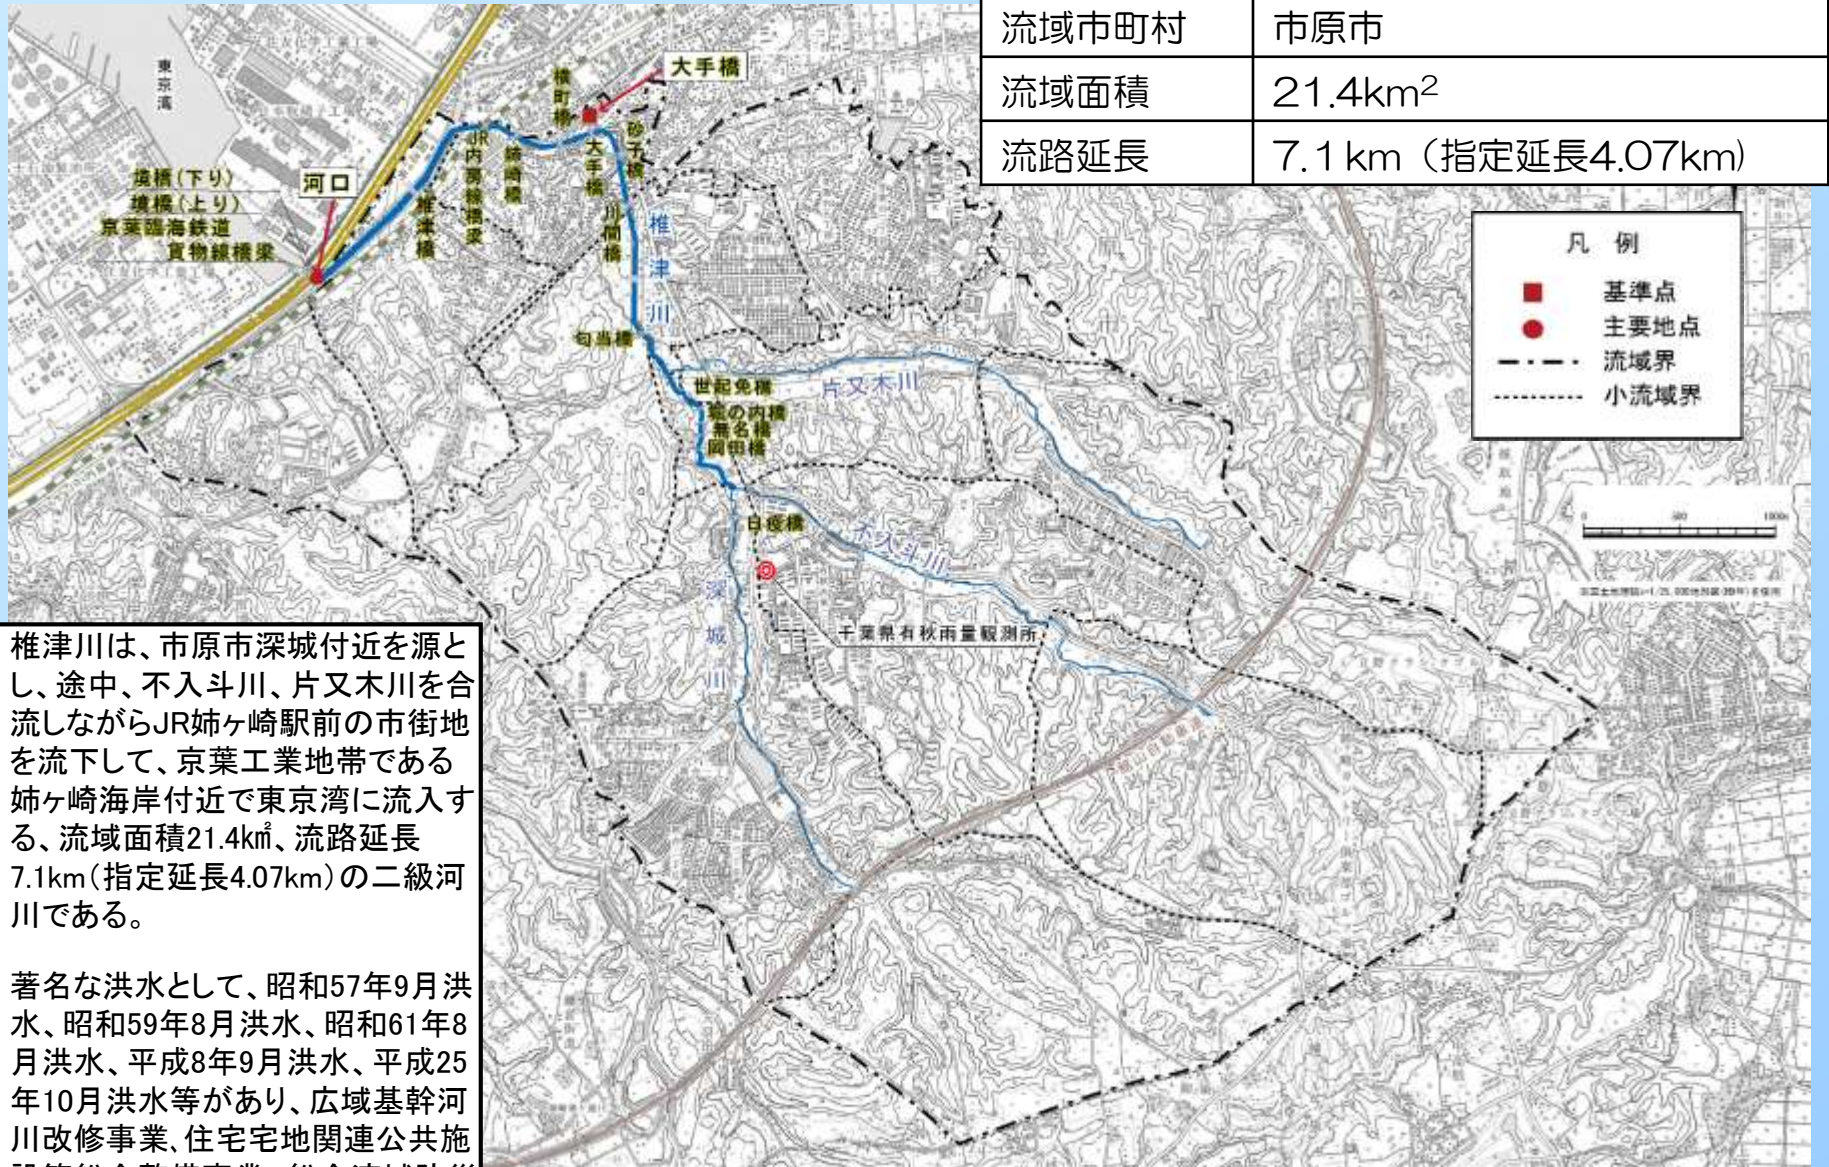 流域市町村 市原市
流域面積 21.4km²
流路延長 7.1km（指定延長4.07km)
東京湾
大手橋
横町橋
大手橋
砂子橋
JR内房線橋梁
姉崎橋
椎津橋
川間橋
境橋(下り)
境橋(上り)
京葉臨海鉄道
貨物線橋梁
河口
椎津川
凡 例
基準点
主要地点
流域界
小流域界
匂当橋
世起免橋
竜の内橋
無名橋
岡田橋
片又木川
日役橋
不入斗川
深城川
千葉県有秋雨量観測所
0 500 1000m
椎津川は、市原市深城付近を源と
し、途中、不入斗川、片又木川を合
流しながらJR姉ヶ崎駅前の市街地
を流下して、京葉工業地帯である
姉ヶ崎海岸付近で東京湾に流入す
る、流域面積21.4㎢、流路延長
7.1km（指定延長4.07km）の二級河
川である。
著名な洪水として、昭和57年9月洪
水、昭和59年8月洪水、昭和61年8
月洪水、平成8年9月洪水、平成25
年10月洪水等があり、広域基幹河
川改修事業、住宅宅地関連公共施